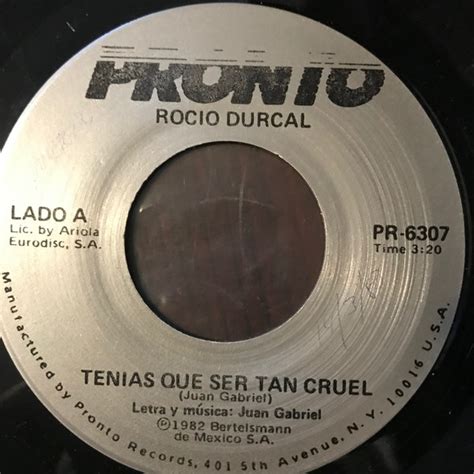 PRONTO
ROCIO DURCAL
LADO A
Lic. by Ariola
Eurodisc, S.A.
PR-6307
Time 3:20
TENIAS QUE SER TAN CRUEL
(Juan Gabriel)
Letra y música: Juan Gabriel
©1982 Bertelsmann
de Mexico S.A.
Manufactured by Pronto Records, 401 5th Avenue, N.Y. 10016 U.S.A.